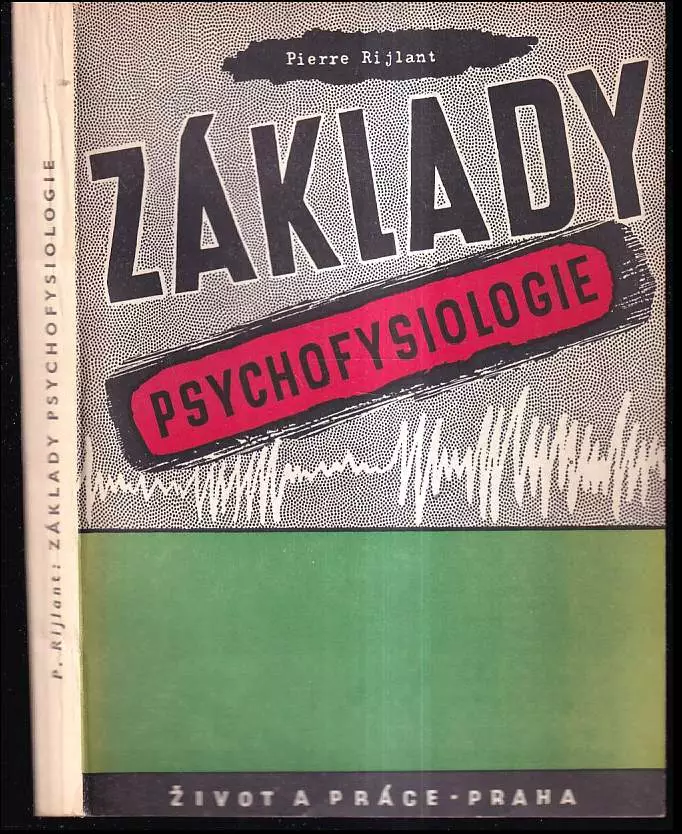 P. Rijlant: ZÁKLADY PSYCHOFYSIOLOGIE
Pierre Rijlant
ZÁKLADY
PSYCHOFYSIOLOGIE
ŽIVOT A PRÁCE - PRAHA